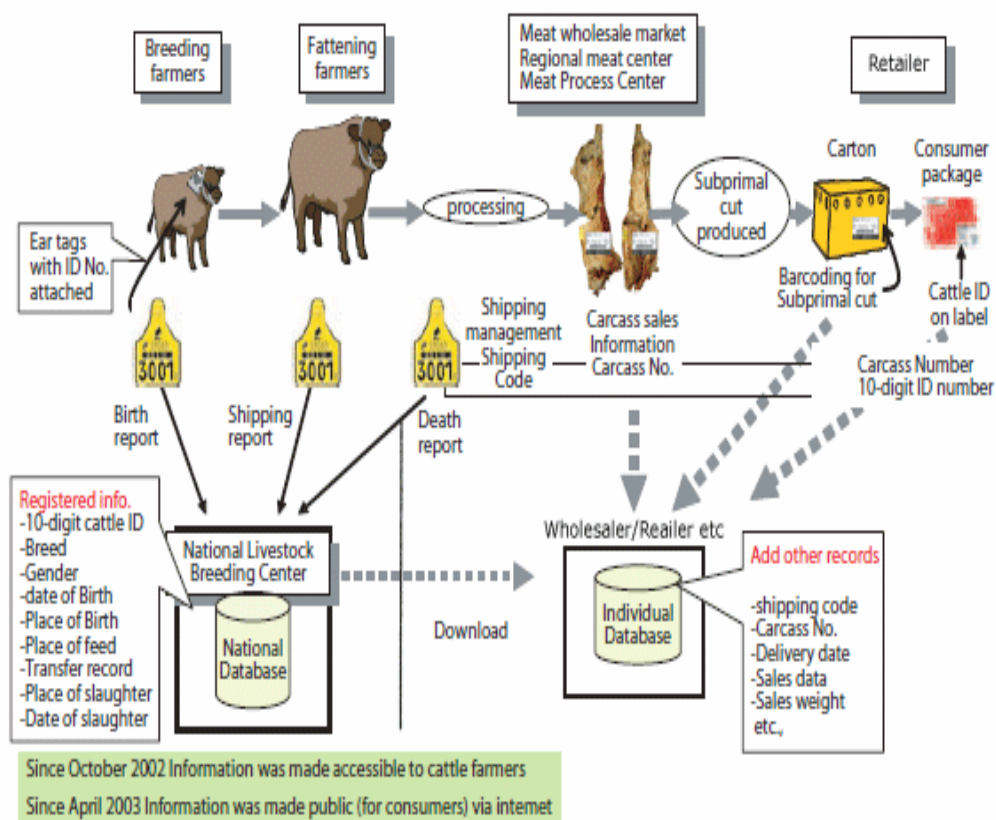 Breeding
farmers
Fattening
farmers
Meat wholesale market
Regional meat center
Meat Process Center
Retailer
Carton
Consumer
package
processing
Subprimal
cut
produced
Ear tags
with ID No.
attached
Barcoding for
Subprimal cut
Cattle ID
on label
3001
3001
3001
Shipping
management
Shipping
Code
Carcass sales
Information
Carcass No.
Carcass Number
10-digit ID number
Birth
report
Shipping
report
Death
report
Registered info.
-10-digit cattle ID
-Breed
-Gender
-date of Birth
-Place of Birth
-Place of feed
-Transfer record
-Place of slaughter
-Date of slaughter
National Livestock
Breeding Center
National
Database
Download
Wholesaler/Reailer etc
Individual
Database
Add other records
-shipping code
-Carcass No.
-Delivery date
-Sales data
-Sales weight
etc.,
Since October 2002 Information was made accessible to cattle farmers
Since April 2003 Information was made public (for consumers) via internet